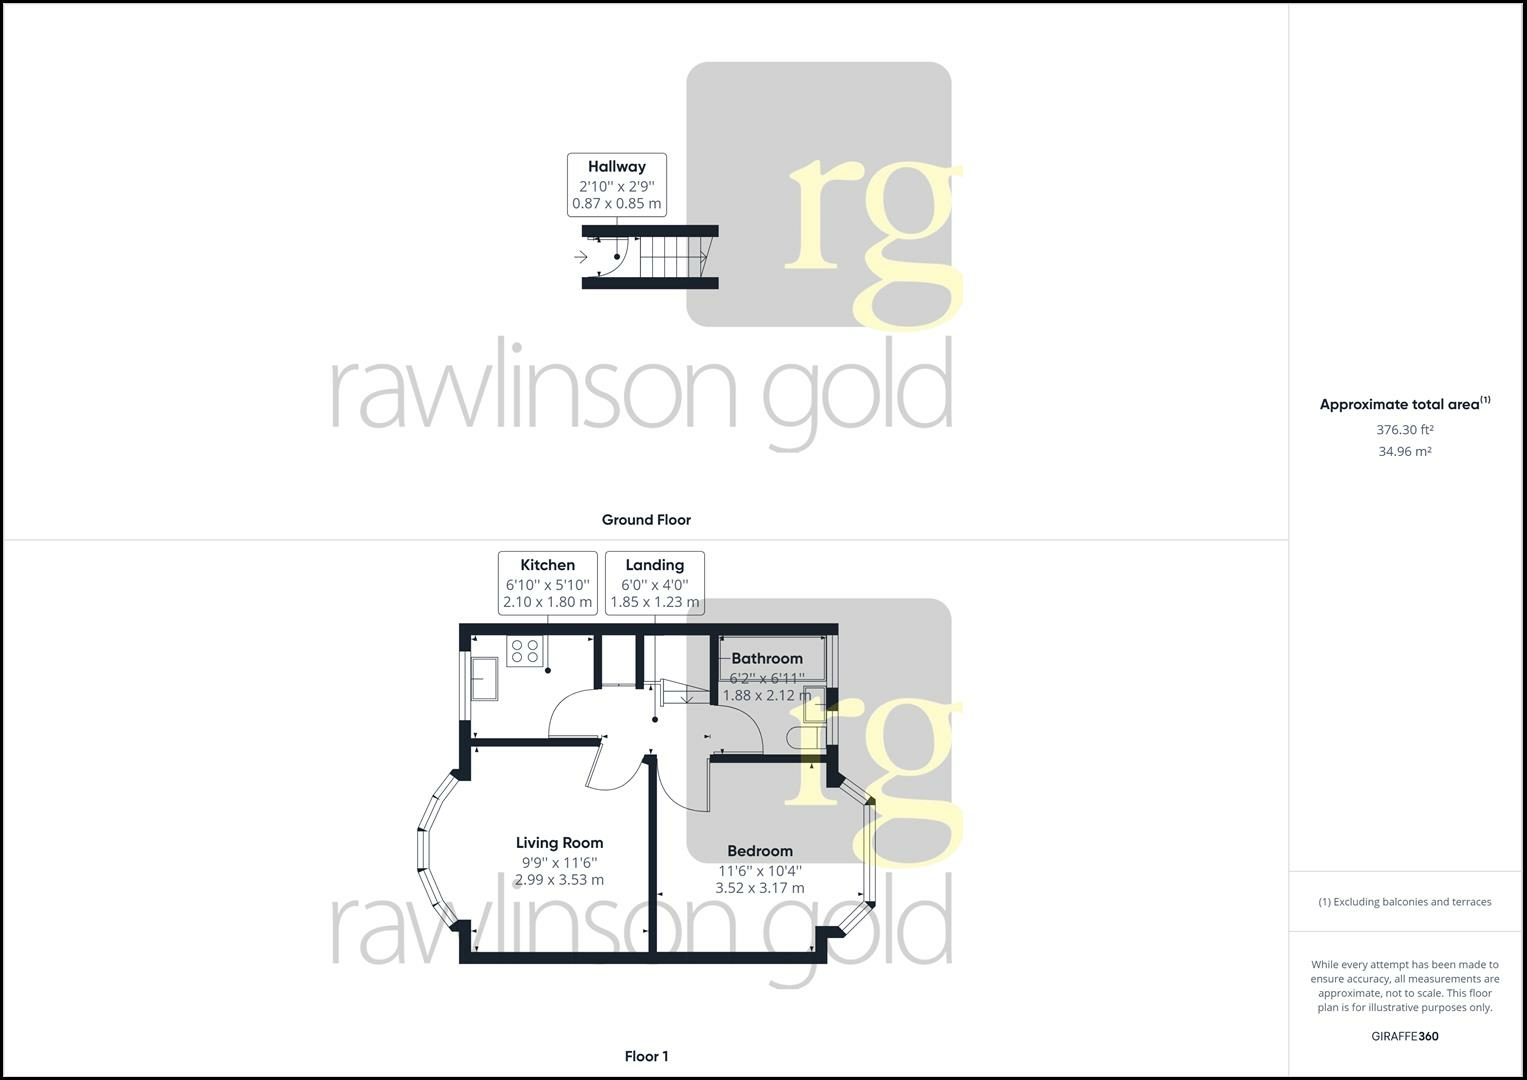 Hallway
2'10'' x 2'9''
0.87 x 0.85 m
rg
rawlinson gold
Ground Floor
Kitchen
6'10'' x 5'10''
2.10 x 1.80 m
Landing
6'0'' x 4'0''
1.85 x 1.23 m
Bathroom
6'2'' x 6'11''
1.88 x 2.12 m
rg
Living Room
9'9'' x 11'6''
2.99 x 3.53 m
Bedroom
11'6'' x 10'4''
3.52 x 3.17 m
rawlinson gold
Floor 1
Approximate total area(1)
376.30 ft²
34.96 m²
(1) Excluding balconies and terraces
While every attempt has been made to
ensure accuracy, all measurements are
approximate, not to scale. This floor
plan is for illustrative purposes only.
GIRAFFE360